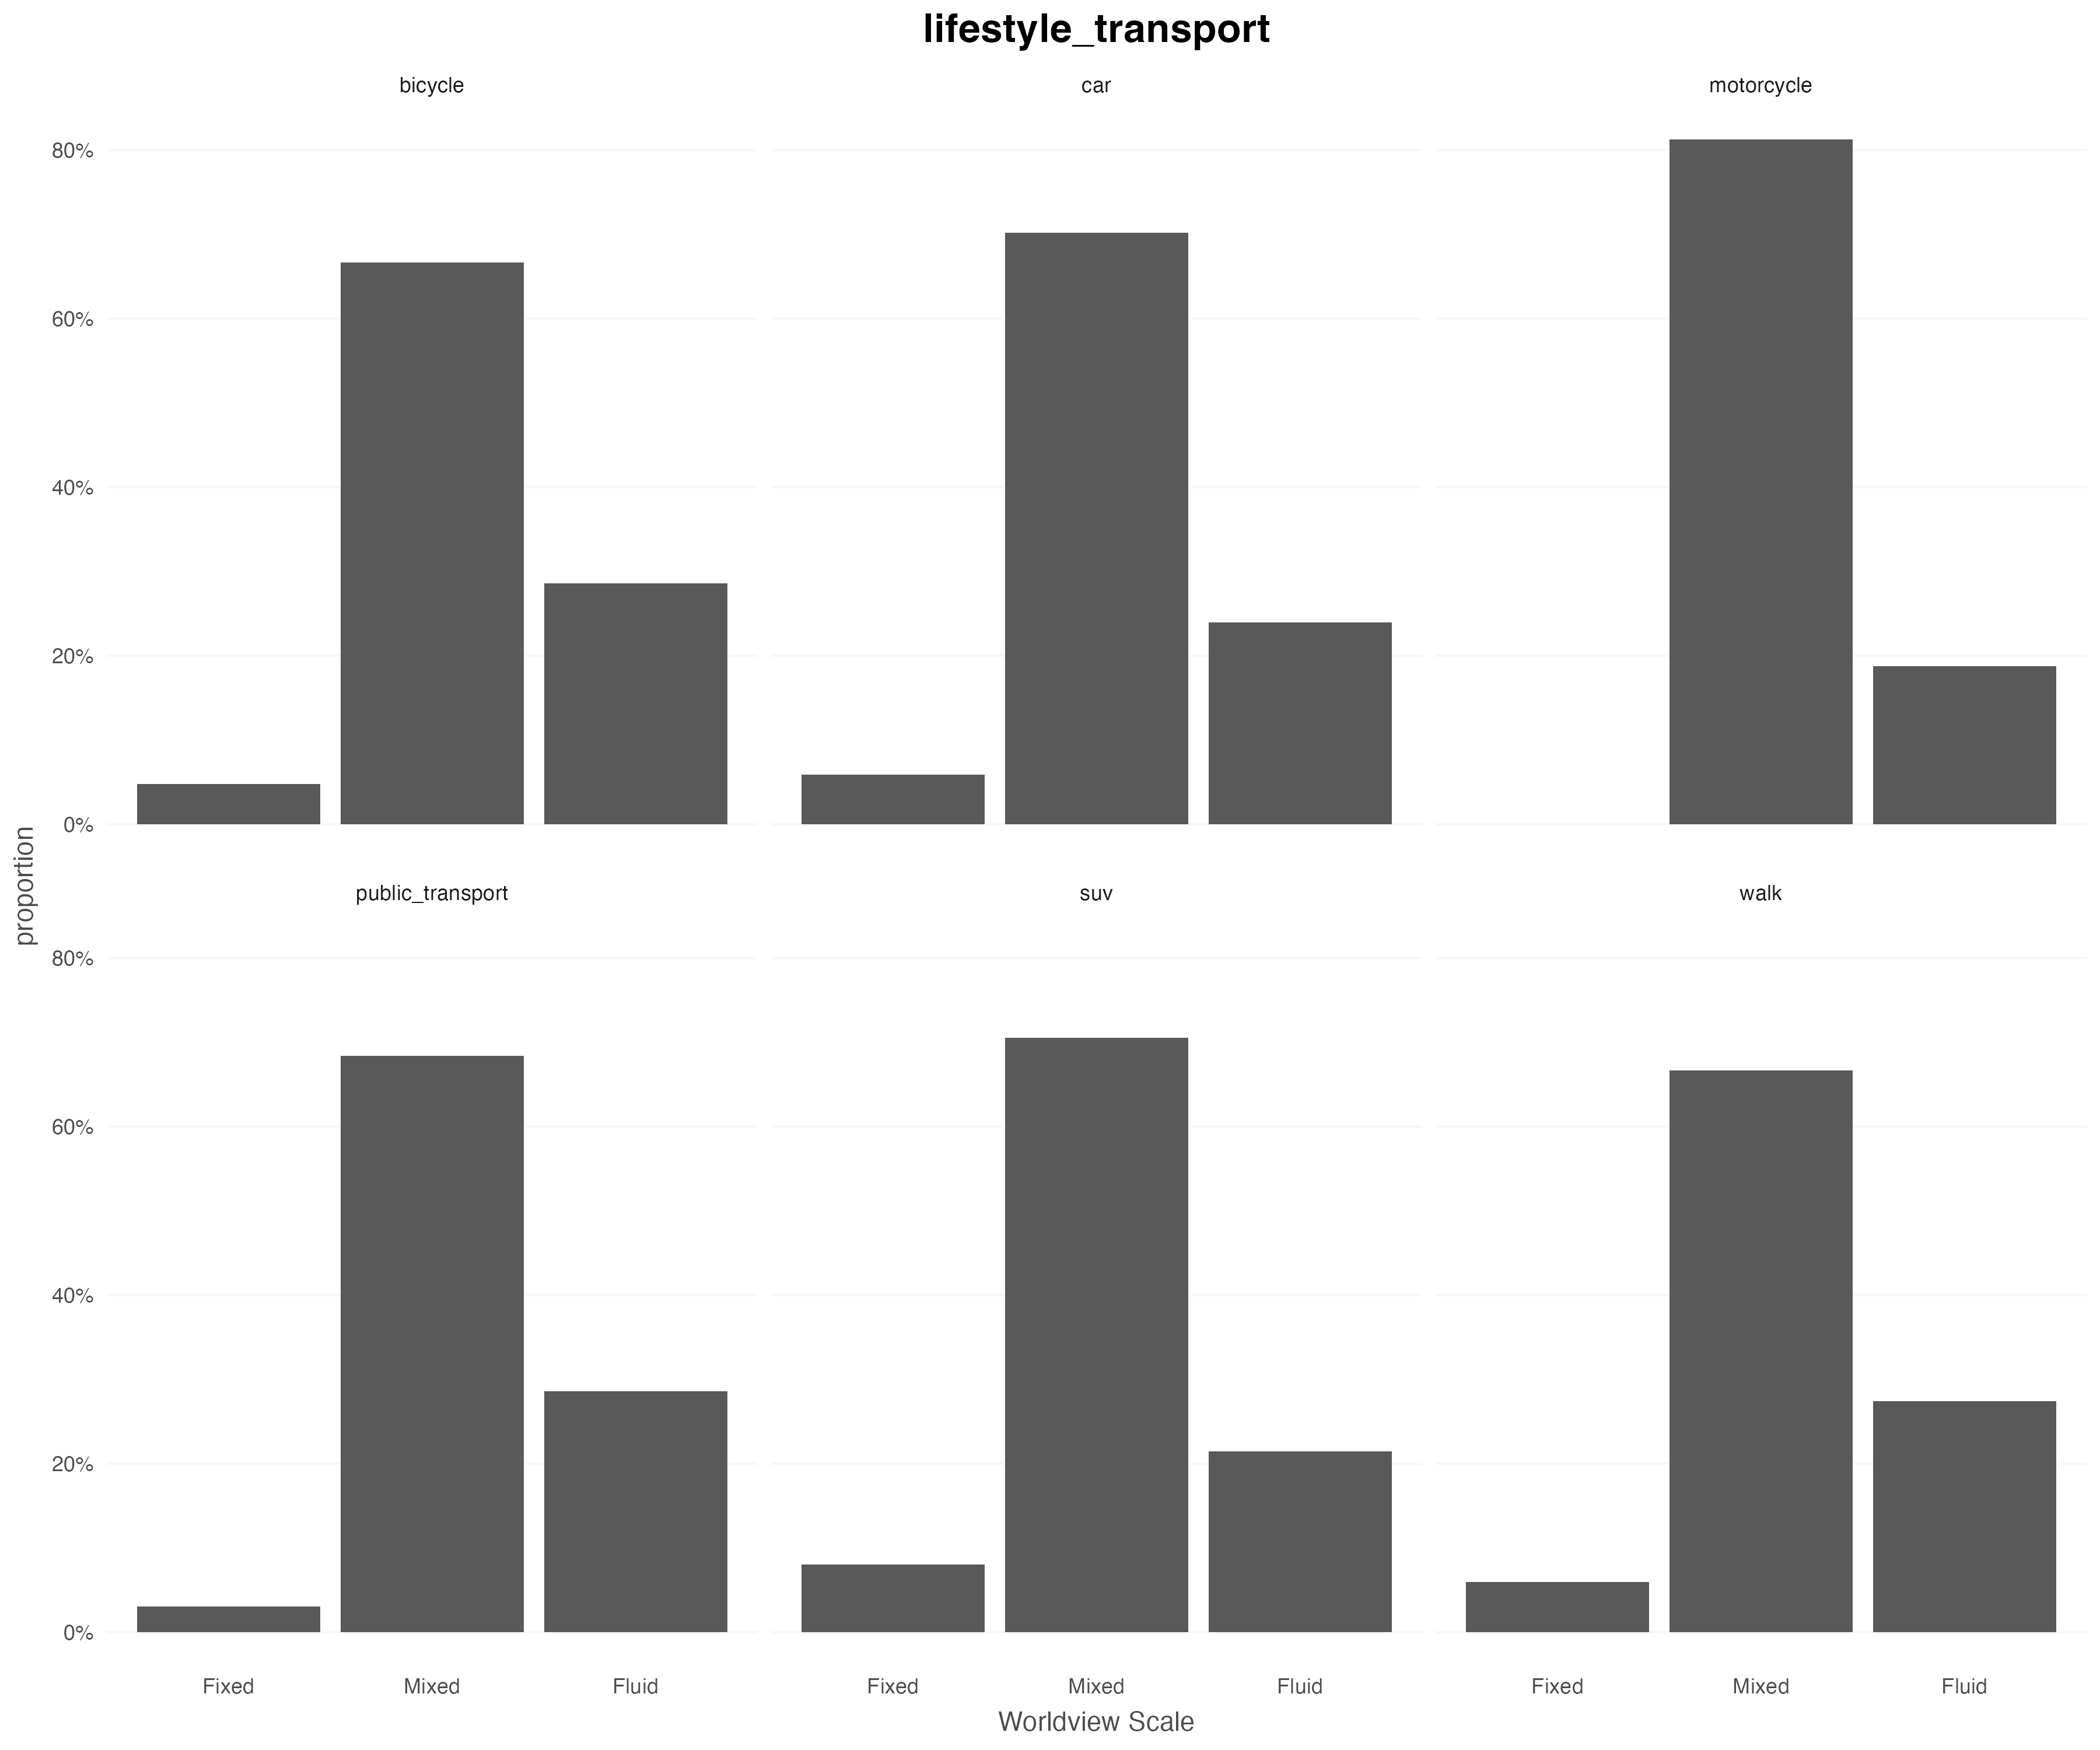 lifestyle_transport
bicycle
car
motorcycle
80%
60%
40%
20%
0%
proportion
public_transport
suv
walk
80%
60%
40%
20%
0%
Fixed Mixed Fluid
Fixed Mixed Fluid
Fixed Mixed Fluid
Worldview Scale